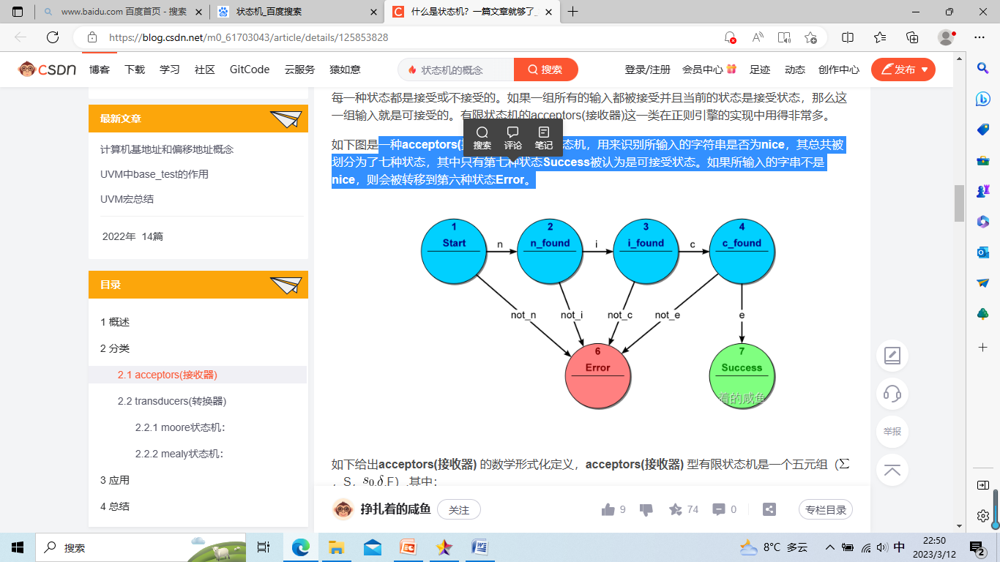 www.baidu.com 百度首页 - 搜索
状态机_百度搜索
什么是状态机？一篇文章就够了_
https://blog.csdn.net/m0_61703043/article/details/125853828
CSDN 博客 下载 学习 社区 GitCode 云服务 猿如意 状态机的概念 搜索 登录/注册 会员中心 足迹 动态 创作中心 发布
最新文章
计算机基地址和偏移地址概念
UVM中base_test的作用
UVM宏总结
2022年 14篇
目录
1 概述
2 分类
2.1 acceptors(接收器)
2.2 transducers(转换器)
2.2.1 moore状态机：
2.2.2 mealy状态机：
3 应用
4 总结
每一种状态都是接受或不接受的。如果一组所有的输入都被接受并且当前的状态是接受状态，那么这
一组输入就是可接受的。有限状态机的acceptors(接收器)这一类在正则引擎的实现中用得非常多。
搜索 评论 笔记
如下图是一种acceptors( 态机，用来识别所输入的字符串是否为nice，其总共被
划分为了七种状态，其中只有第七种状态Success被认为是可接受状态。如果所输入的字串不是
nice，则会被转移到第六种状态Error。
1 2 3 4
Start n n_found i i_found c c_found
not_n not_i not_c not_e e
6 7
Error Success
着的咸鱼
如下给出acceptors(接收器) 的数学形式化定义，acceptors(接收器) 型有限状态机是一个五元组（Σ
，S，s₀,δ,F）,其中：
挣扎着的咸鱼 关注 9 74 0 专栏目录
举报
搜索
8°C 多云
中
22:50
2023/3/12
2